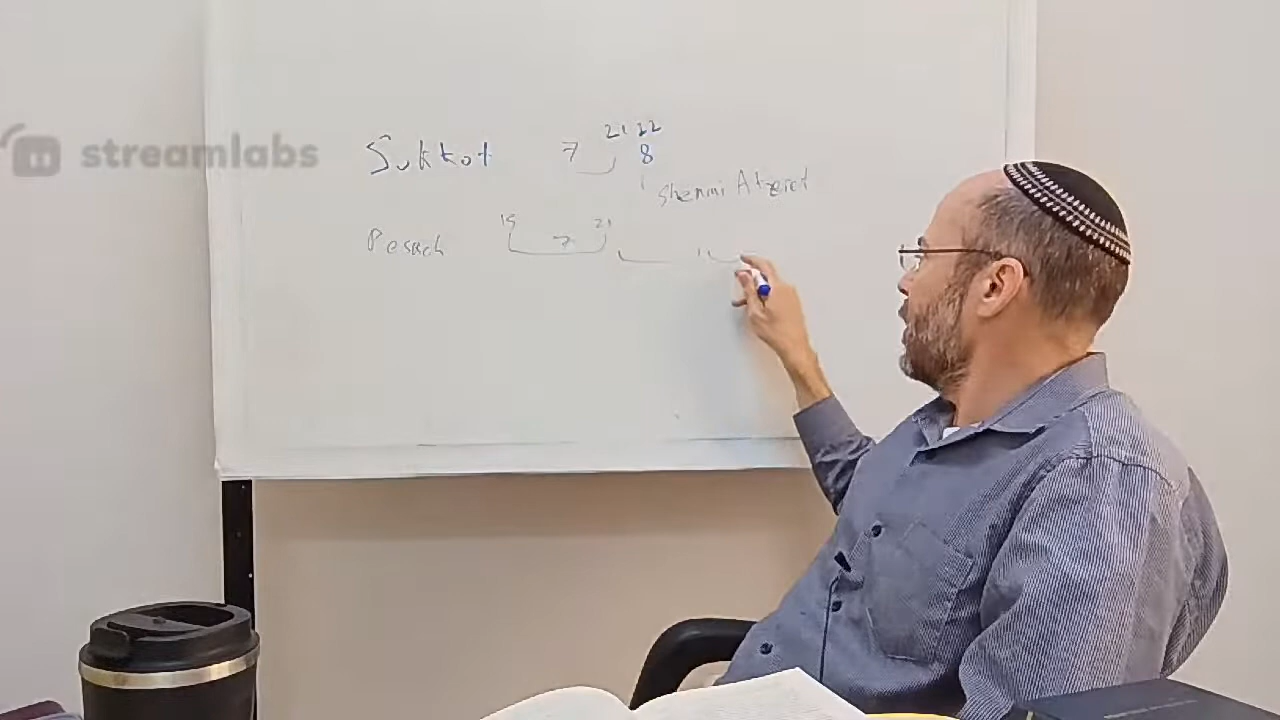 streamlabs
21 22
Sukkot 7 8
Shemini Atzeret
15 21
Pesach 7